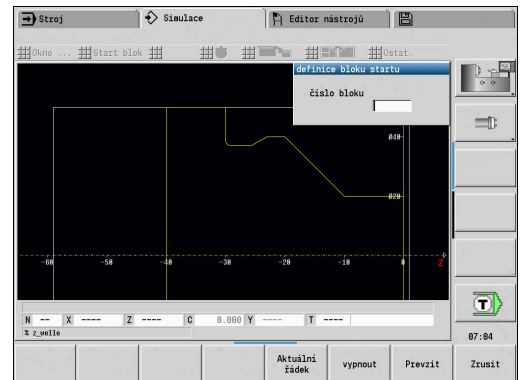 Stroj Simulace Editor nástrojů
Okno ... Start blok Ostat.
definice bloku startu
číslo bloku
Ø40
Ø20
-60 -50 -40 -30 -20 -10 0 Z
N -- X ---- Z ---- C 0.000 Y ---- T ----
% z_welle
T
07:04
Aktuální řádek vypnout Prevzit Zrusit